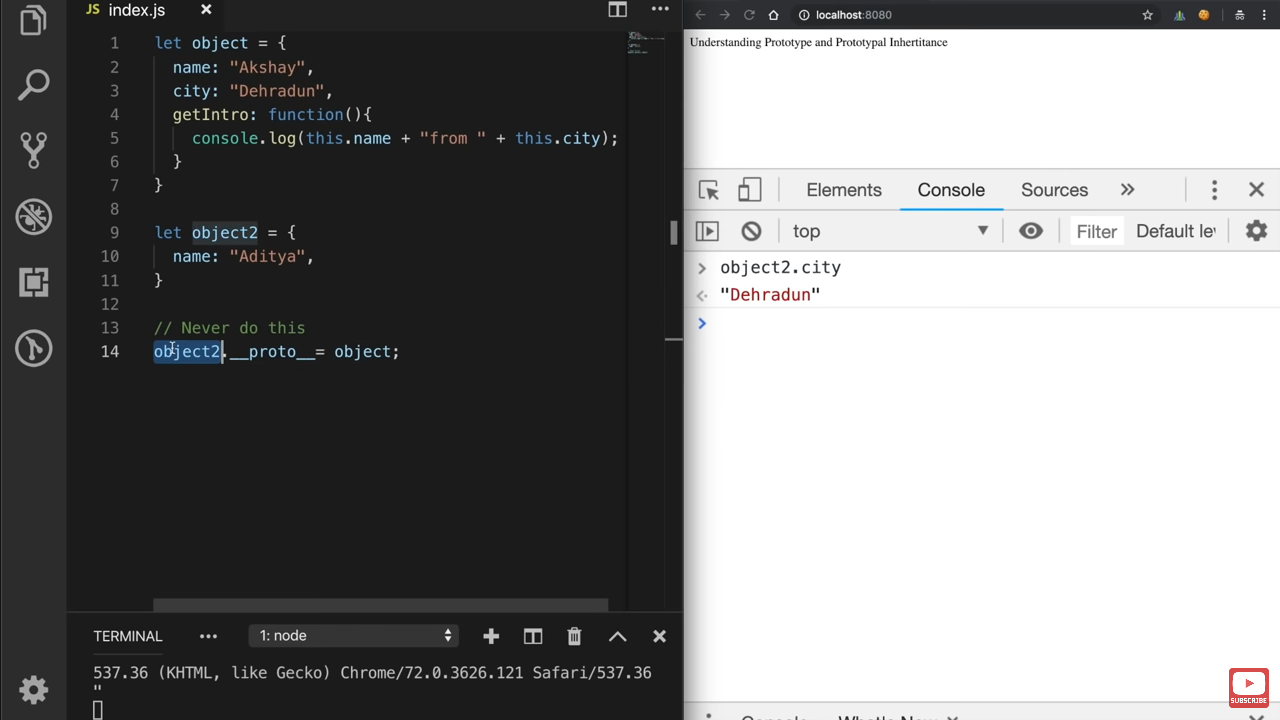 JS index.js
1 let object = {
2 name: "Akshay",
3 city: "Dehradun",
4 getIntro: function(){
5 console.log(this.name + "from " + this.city);
6 }
7 }
8
9 let object2 = {
10 name: "Aditya",
11 }
12
13 // Never do this
14 object2.__proto__= object;
TERMINAL ••• 1: node
537.36 (KHTML, like Gecko) Chrome/72.0.3626.121 Safari/537.36
"
localhost:8080
Understanding Prototype and Prototypal Inhertitance
Elements Console Sources »
top Filter Default le
object2.city
"Dehradun"
Console What's New
SUBSCRIBE